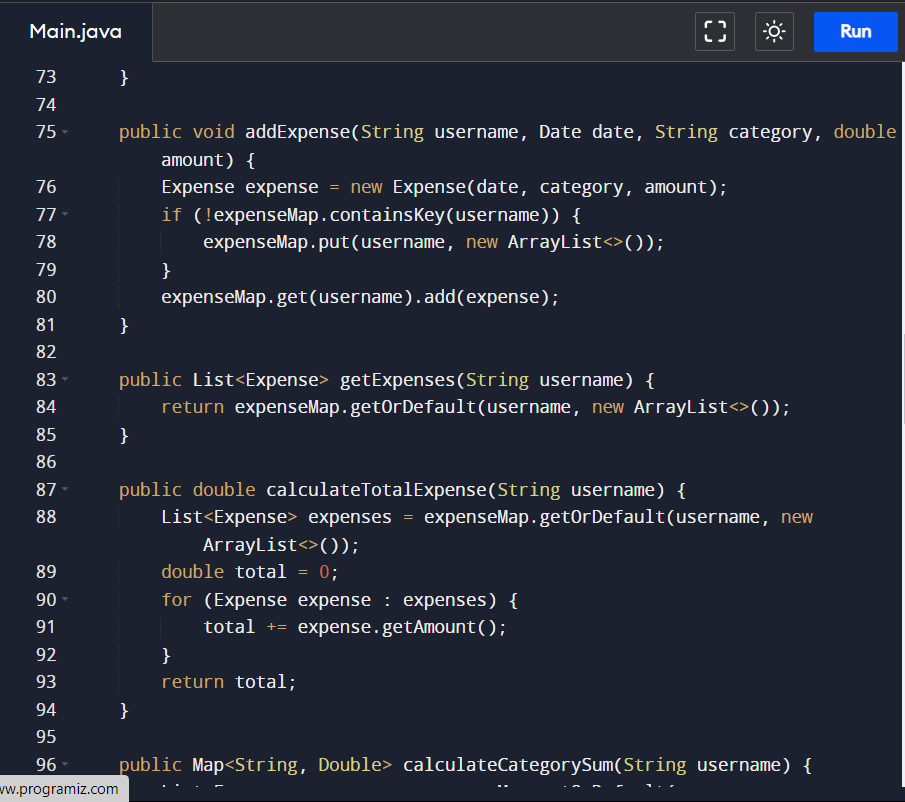 Main.java
Run
73 }
74
75 public void addExpense(String username, Date date, String category, double
amount) {
76 Expense expense = new Expense(date, category, amount);
77 if (!expenseMap.containsKey(username)) {
78 expenseMap.put(username, new ArrayList<>());
79 }
80 expenseMap.get(username).add(expense);
81 }
82
83 public List<Expense> getExpenses(String username) {
84 return expenseMap.getOrDefault(username, new ArrayList<>());
85 }
86
87 public double calculateTotalExpense(String username) {
88 List<Expense> expenses = expenseMap.getOrDefault(username, new
ArrayList<>());
89 double total = 0;
90 for (Expense expense : expenses) {
91 total += expense.getAmount();
92 }
93 return total;
94 }
95
96 public Map<String, Double> calculateCategorySum(String username) {
ww.programiz.com